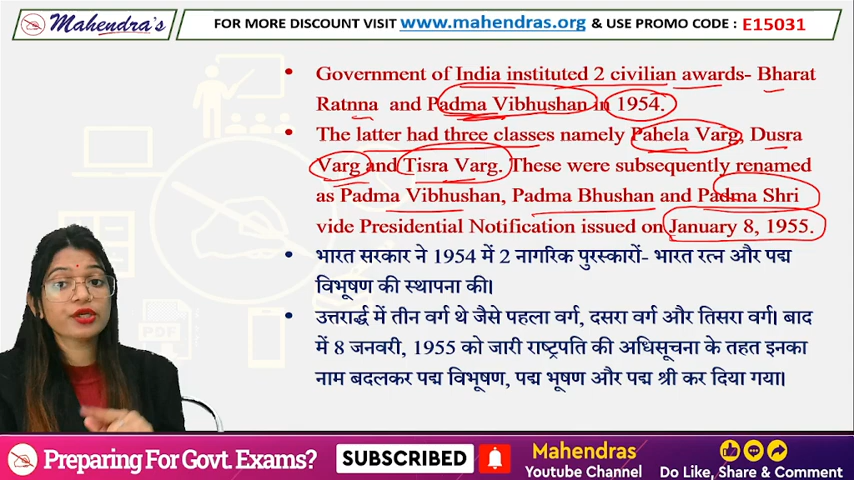 Mahendra's
FOR MORE DISCOUNT VISIT www.mahendras.org & USE PROMO CODE : E15031
• Government of India instituted 2 civilian awards- Bharat
Ratnna and Padma Vibhushan in 1954.
• The latter had three classes namely Pahela Varg, Dusra
Varg and Tisra Varg. These were subsequently renamed
as Padma Vibhushan, Padma Bhushan and Padma Shri
vide Presidential Notification issued on January 8, 1955.
• भारत सरकार ने 1954 में 2 नागरिक पुरस्कारों- भारत रत्न और पद्म
विभूषण की स्थापना की।
• उत्तरार्द्ध में तीन वर्ग थे जैसे पहला वर्ग, दसरा वर्ग और तिसरा वर्ग। बाद
में 8 जनवरी, 1955 को जारी राष्ट्रपति की अधिसूचना के तहत इनका
नाम बदलकर पद्म विभूषण, पद्म भूषण और पद्म श्री कर दिया गया।
PDF
Preparing For Govt. Exams?
SUBSCRIBED
Mahendras
Youtube Channel
Do Like, Share & Comment